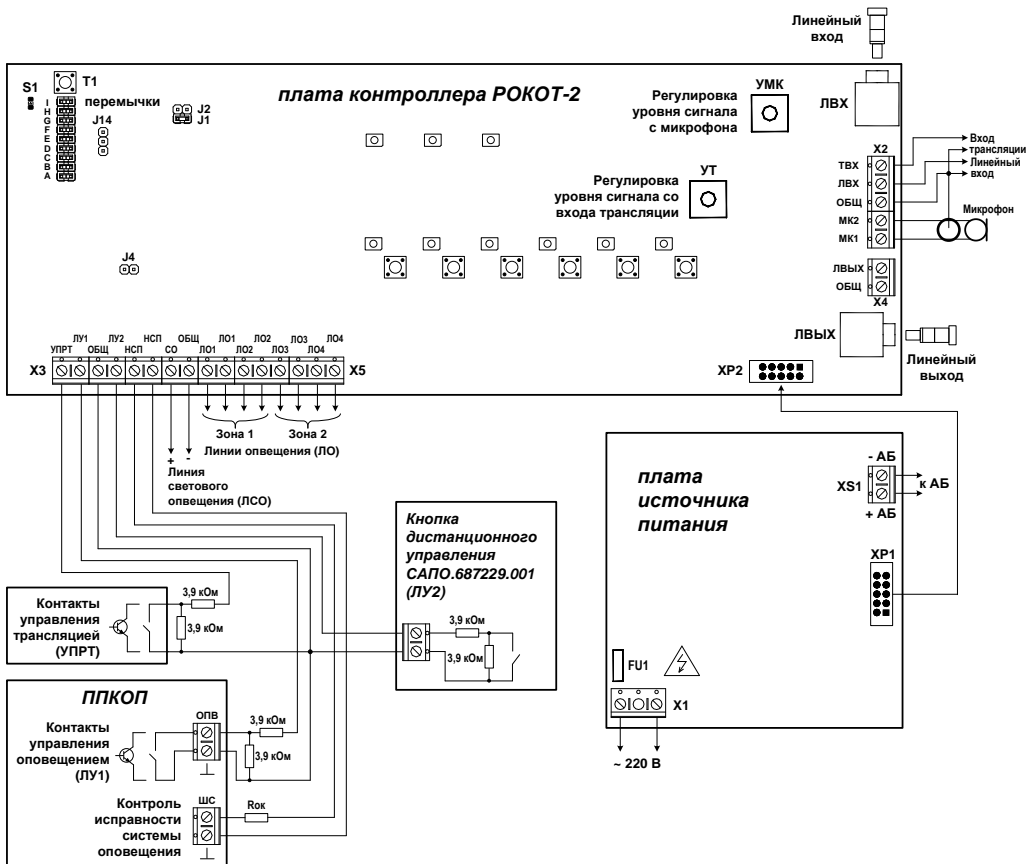 Линейный
вход
S1
T1
плата контроллера РОКОТ-2
УМК
ЛВХ
I
H
G
F
E
D
C
B
A
перемычки
J14
J2
J1
Регулировка
уровня сигнала
с микрофона
X2
ТВХ
ЛВХ
ОБЩ
МК2
МК1
Вход
трансляции
Линейный
вход
Микрофон
УТ
Регулировка
уровня сигнала со
входа трансляции
J4
ЛВЫХ
ОБЩ
X4
ЛВЫХ
Линейный
выход
X3
УПРТ
ЛУ1
ОБЩ
ЛУ2
НСП
НСП
СО
ОБЩ
ЛО1
ЛО1
ЛО2
ЛО2
ЛО3
ЛО3
ЛО4
ЛО4
X5
XP2
Зона 1
Зона 2
Линии опвещения (ЛО)
+
-
Линия
светового
опвещения (ЛСО)
плата
источника
питания
- АБ
XS1
к АБ
+ АБ
XP1
FU1
X1
~ 220 В
Кнопка
дистанционного
управления
САПО.687229.001
(ЛУ2)
3,9 кОм
3,9 кОм
Контакты
управления
трансляцией
(УПРТ)
3,9 кОм
3,9 кОм
ППКОП
Контакты
управления
оповещением
(ЛУ1)
ОПВ
3,9 кОм
3,9 кОм
Контроль
исправности
системы
оповещения
ШС
Rок